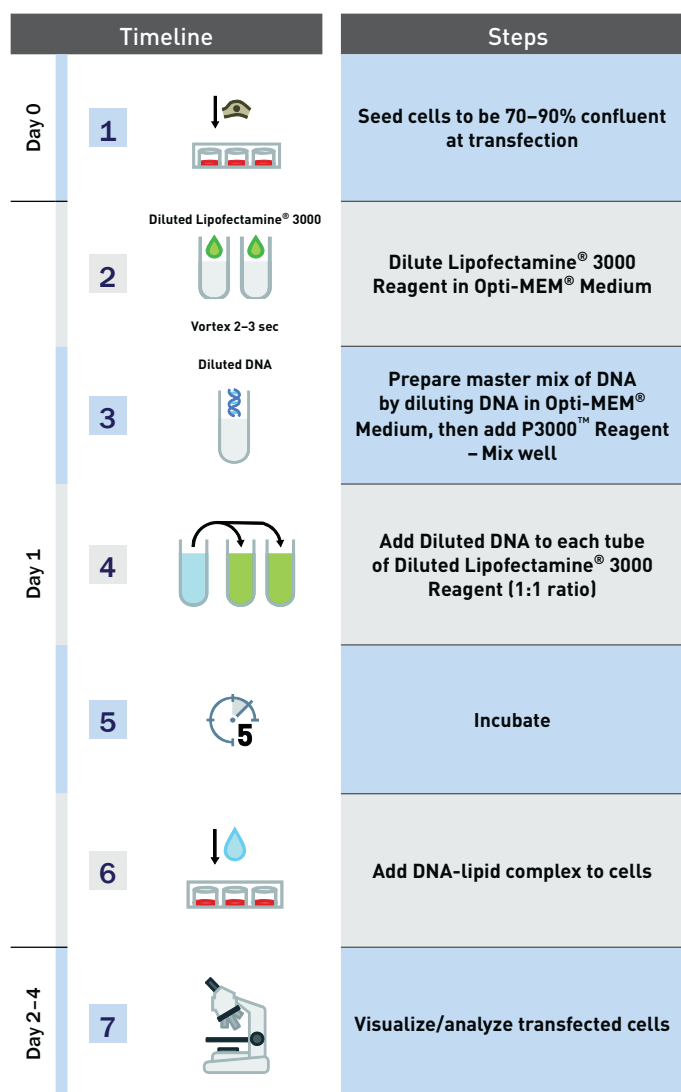 Timeline
Steps
Day 0
1
Seed cells to be 70–90% confluent
at transfection
Day 1
2
Diluted Lipofectamine® 3000
Vortex 2–3 sec
Dilute Lipofectamine® 3000
Reagent in Opti-MEM® Medium
3
Diluted DNA
Prepare master mix of DNA
by diluting DNA in Opti-MEM®
Medium, then add P3000™ Reagent
– Mix well
4
Add Diluted DNA to each tube
of Diluted Lipofectamine® 3000
Reagent (1:1 ratio)
5
5
Incubate
6
Add DNA-lipid complex to cells
Day 2–4
7
Visualize/analyze transfected cells